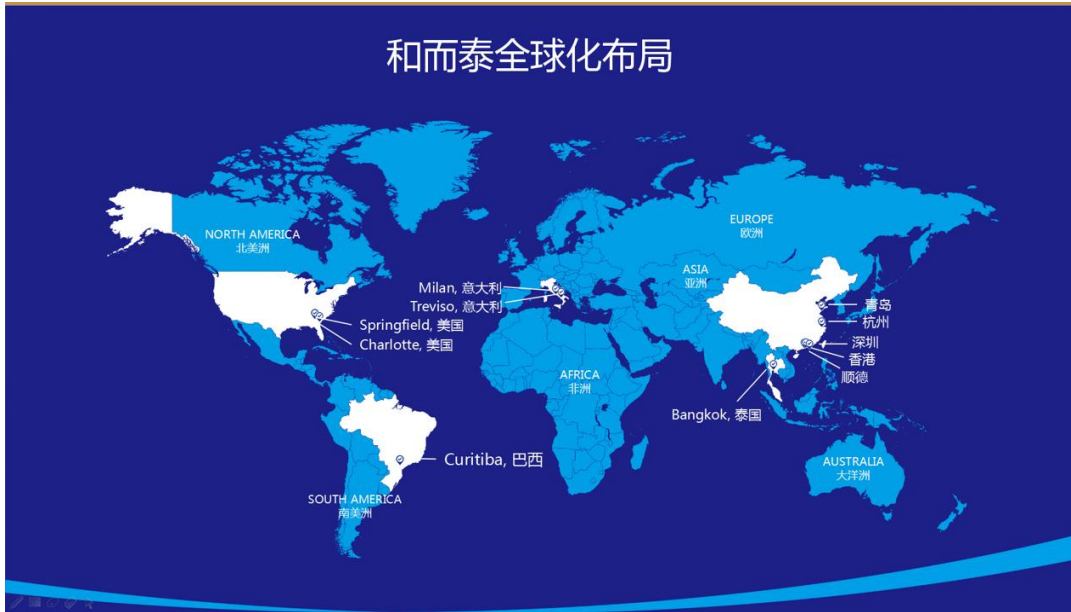 和而泰全球化布局
NORTH AMERICA
北美洲
EUROPE
欧洲
ASIA
亚洲
Milan, 意大利
Treviso, 意大利
青岛
杭州
Springfield, 美国
Charlotte, 美国
深圳
香港
顺德
AFRICA
非洲
Bangkok, 泰国
Curitiba, 巴西
AUSTRALIA
大洋洲
SOUTH AMERICA
南美洲